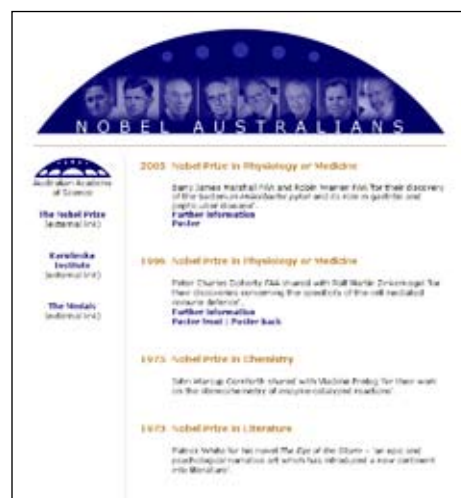 NOBEL AUSTRALIANS
Australian Academy
of Science
The Nobel Prize
(external link)
Karolinska
Institute
(external link)
The Medals
(external link)
2005 Nobel Prize in Physiology or Medicine
Barry James Marshall FAA and Robin Warren FAA 'for their discovery
of the bacterium Helicobacter pylori and its role in gastritis and
peptic ulcer disease'.
Further information
Poster
1996 Nobel Prize in Physiology or Medicine
Peter Charles Doherty FAA shared with Rolf Martin Zinkernagel for
their discoveries concerning the specificity of the cell mediated
immune defence'.
Further information
Poster front | Poster back
1975 Nobel Prize in Chemistry
John Warcup Cornforth shared with Vladimir Prelog 'for their work
on the stereochemistry of enzyme-catalysed reactions'.
1973 Nobel Prize in Literature
Patrick White for his novel The Eye of the Storm - 'an epic and
psychological narrative art which has introduced a new continent
into literature'.